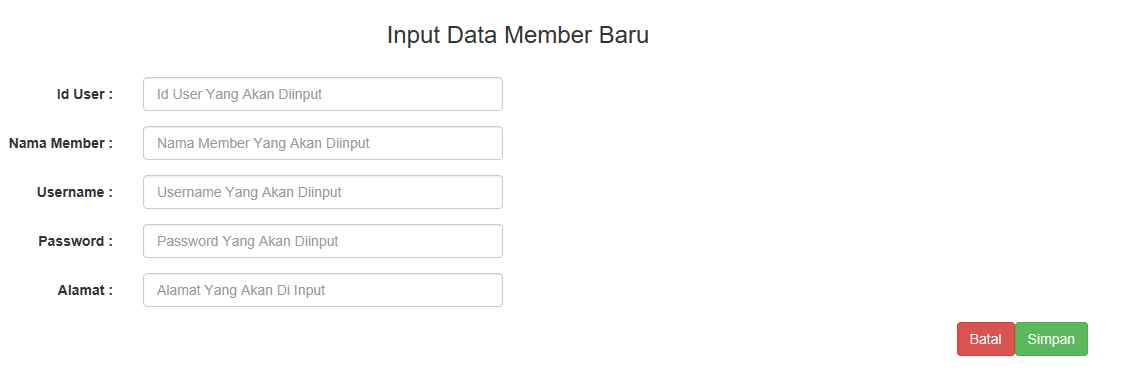 Input Data Member Baru
Id User : Id User Yang Akan Diinput
Nama Member : Nama Member Yang Akan Diinput
Username : Username Yang Akan Diinput
Password : Password Yang Akan Diinput
Alamat : Alamat Yang Akan Di Input
Batal Simpan